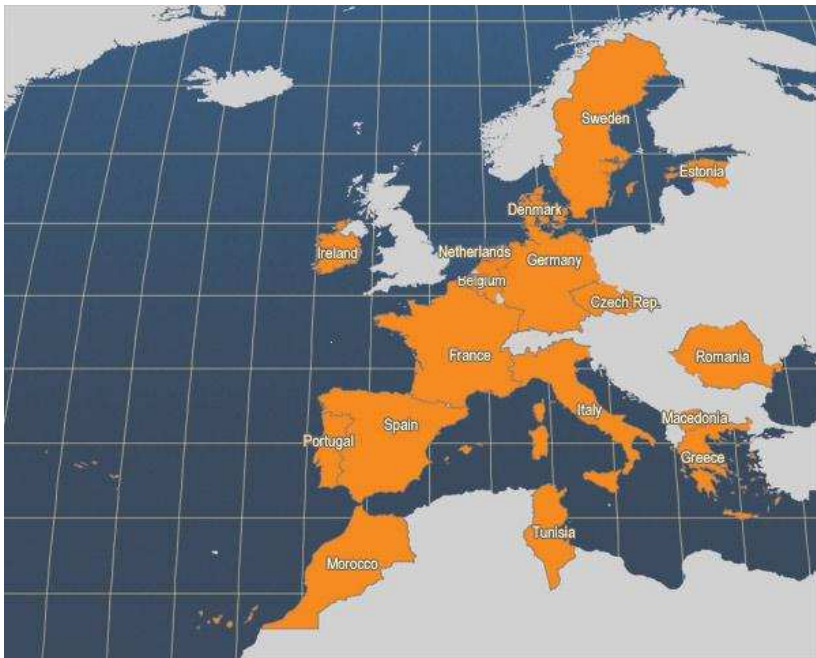 Sweden
Estonia
Denmark
Ireland
Netherlands
Germany
Belgium
Czech Rep.
France
Romania
Italy
Macedonia
Spain
Portugal
Greece
Tunisia
Morocco